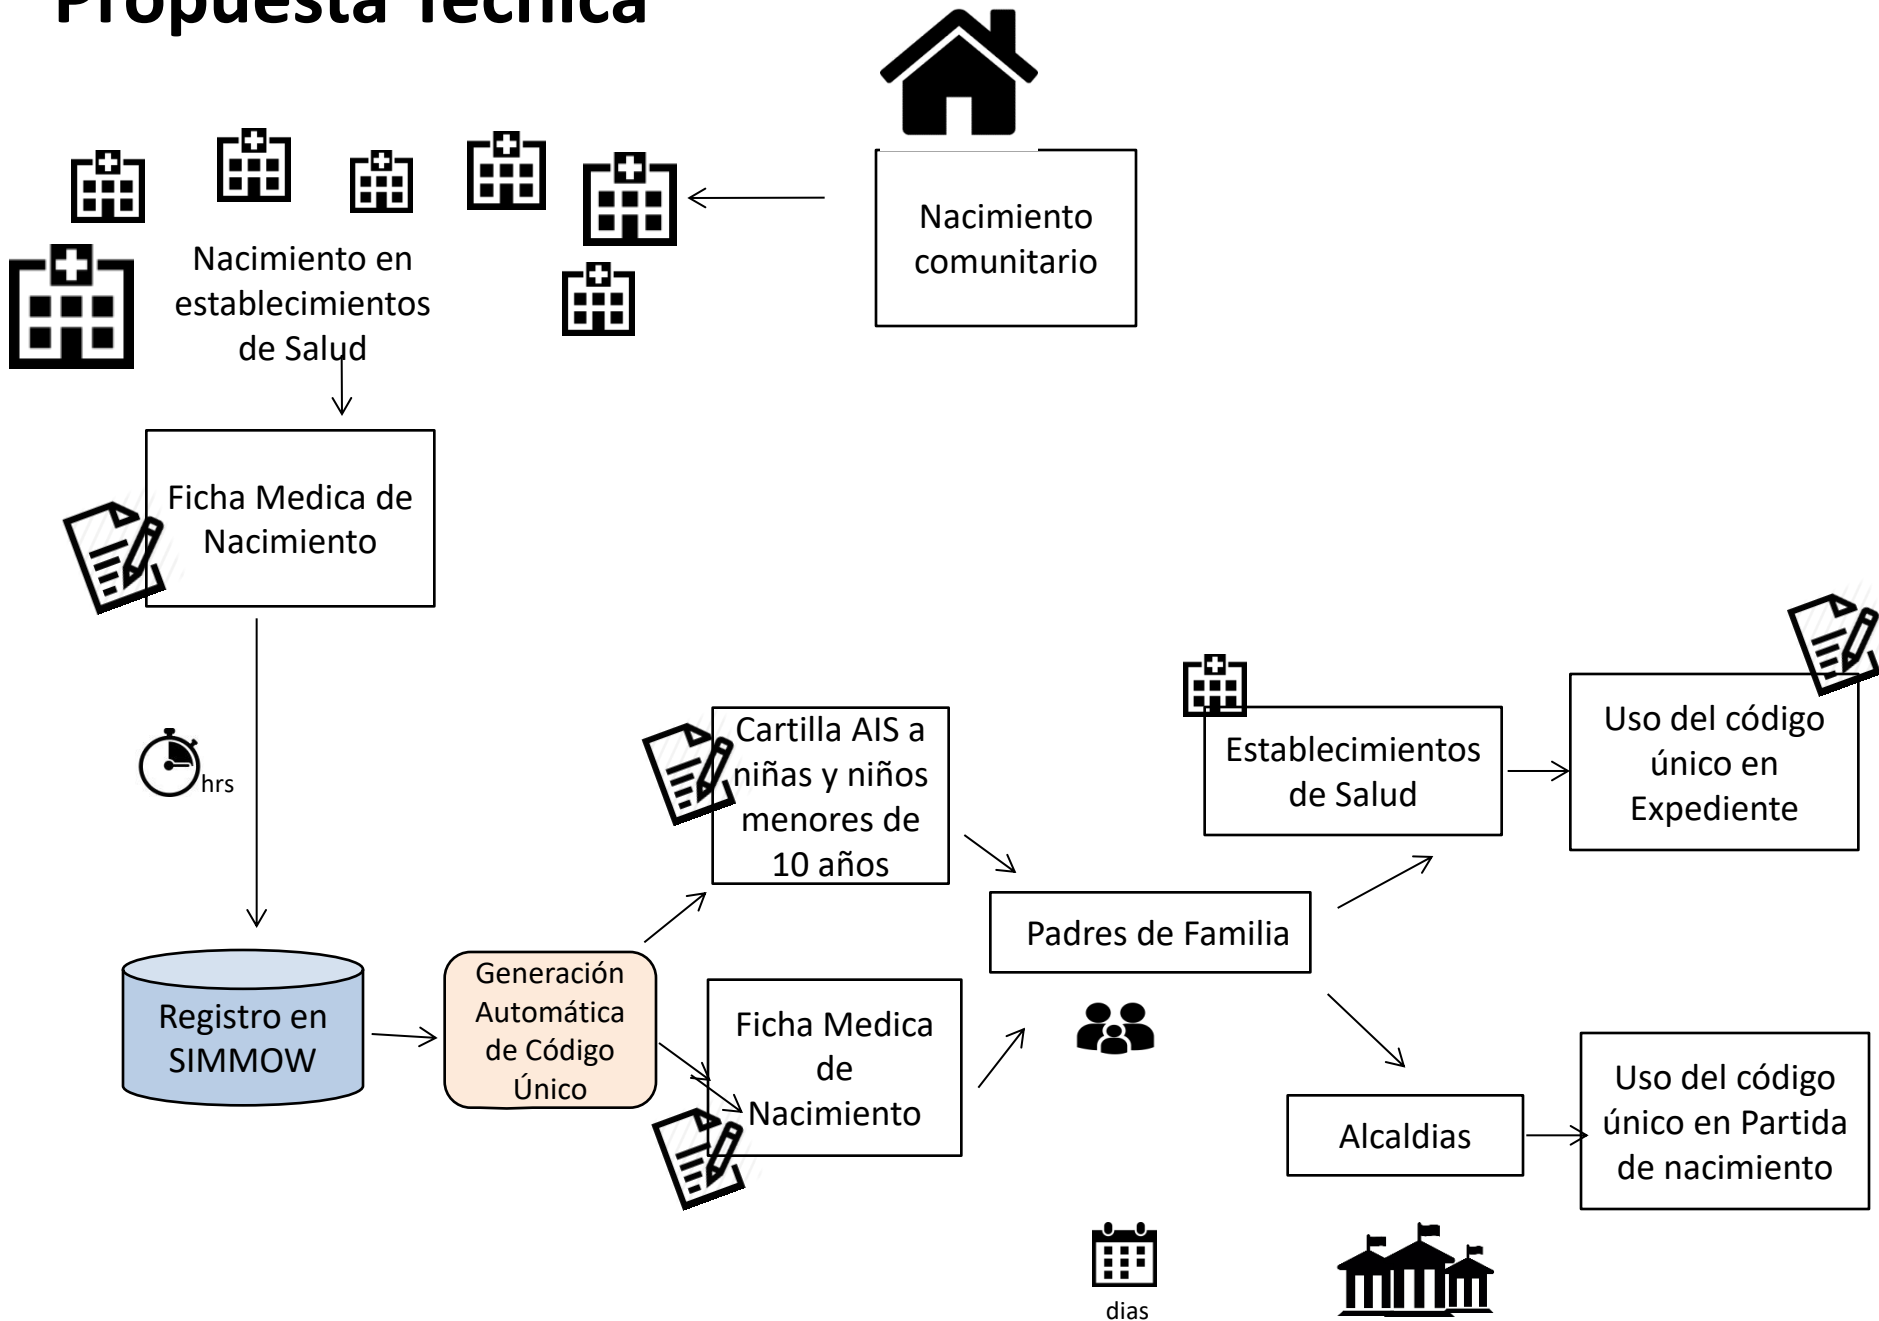 Propuesta Técnica
Nacimiento
comunitario
Nacimiento en
establecimientos
de Salud
Ficha Medica de
Nacimiento
hrs
Registro en
SIMMOW
Generación
Automática
de Código
Único
Cartilla AIS a
niñas y niños
menores de
10 años
Ficha Medica
de
Nacimiento
Padres de Familia
Establecimientos
de Salud
Uso del código
único en
Expediente
Alcaldias
Uso del código
único en Partida
de nacimiento
dias